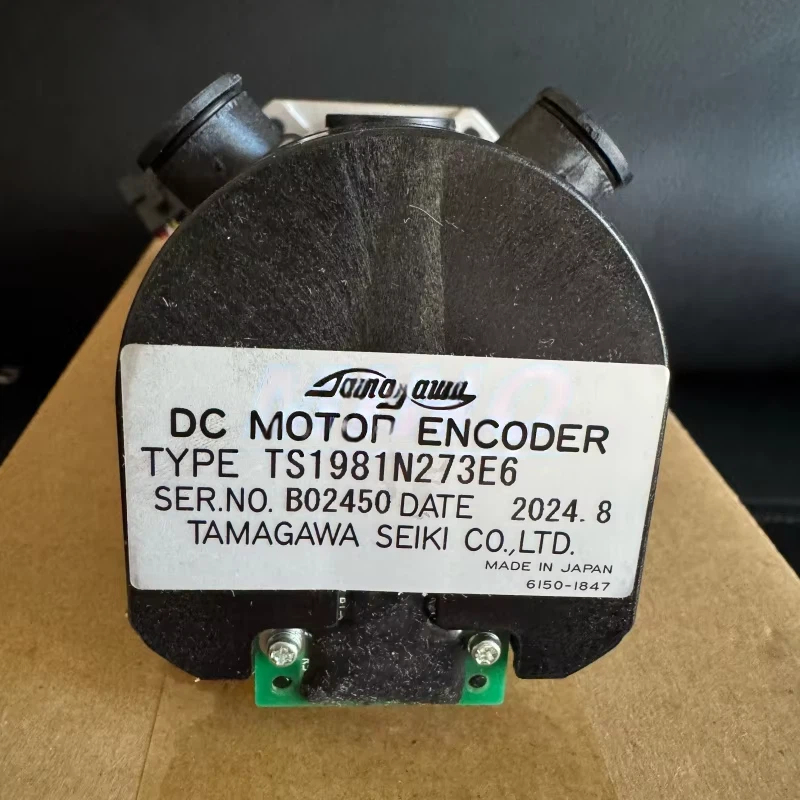 Tamagawa
DC MOTOR ENCODER
TYPE TS1981N273E6
SER.NO. B02450 DATE 2024.8
TAMAGAWA SEIKI CO.,LTD.
MADE IN JAPAN
6150-1847